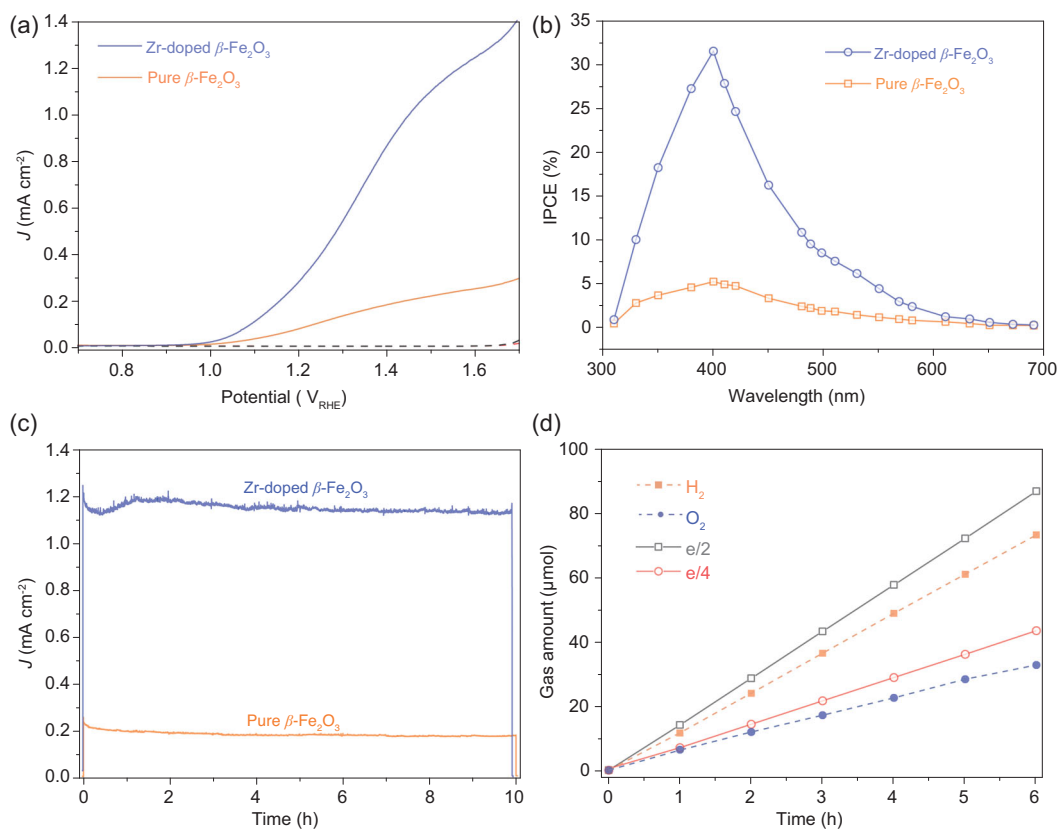 (a)
1.4
1.2
1.0
0.8
0.6
0.4
0.2
0.0
J (mA cm⁻²)
Zr-doped β-Fe₂O₃
Pure β-Fe₂O₃
0.8 1.0 1.2 1.4 1.6
Potential ( V_RHE)
(b)
35
30
25
20
15
10
5
0
IPCE (%)
Zr-doped β-Fe₂O₃
Pure β-Fe₂O₃
300 400 500 600 700
Wavelength (nm)
(c)
1.4
1.2
1.0
0.8
0.6
0.4
0.2
0.0
J (mA cm⁻²)
Zr-doped β-Fe₂O₃
Pure β-Fe₂O₃
0 2 4 6 8 10
Time (h)
(d)
100
80
60
40
20
0
Gas amount (μmol)
H₂
O₂
e/2
e/4
0 1 2 3 4 5 6
Time (h)